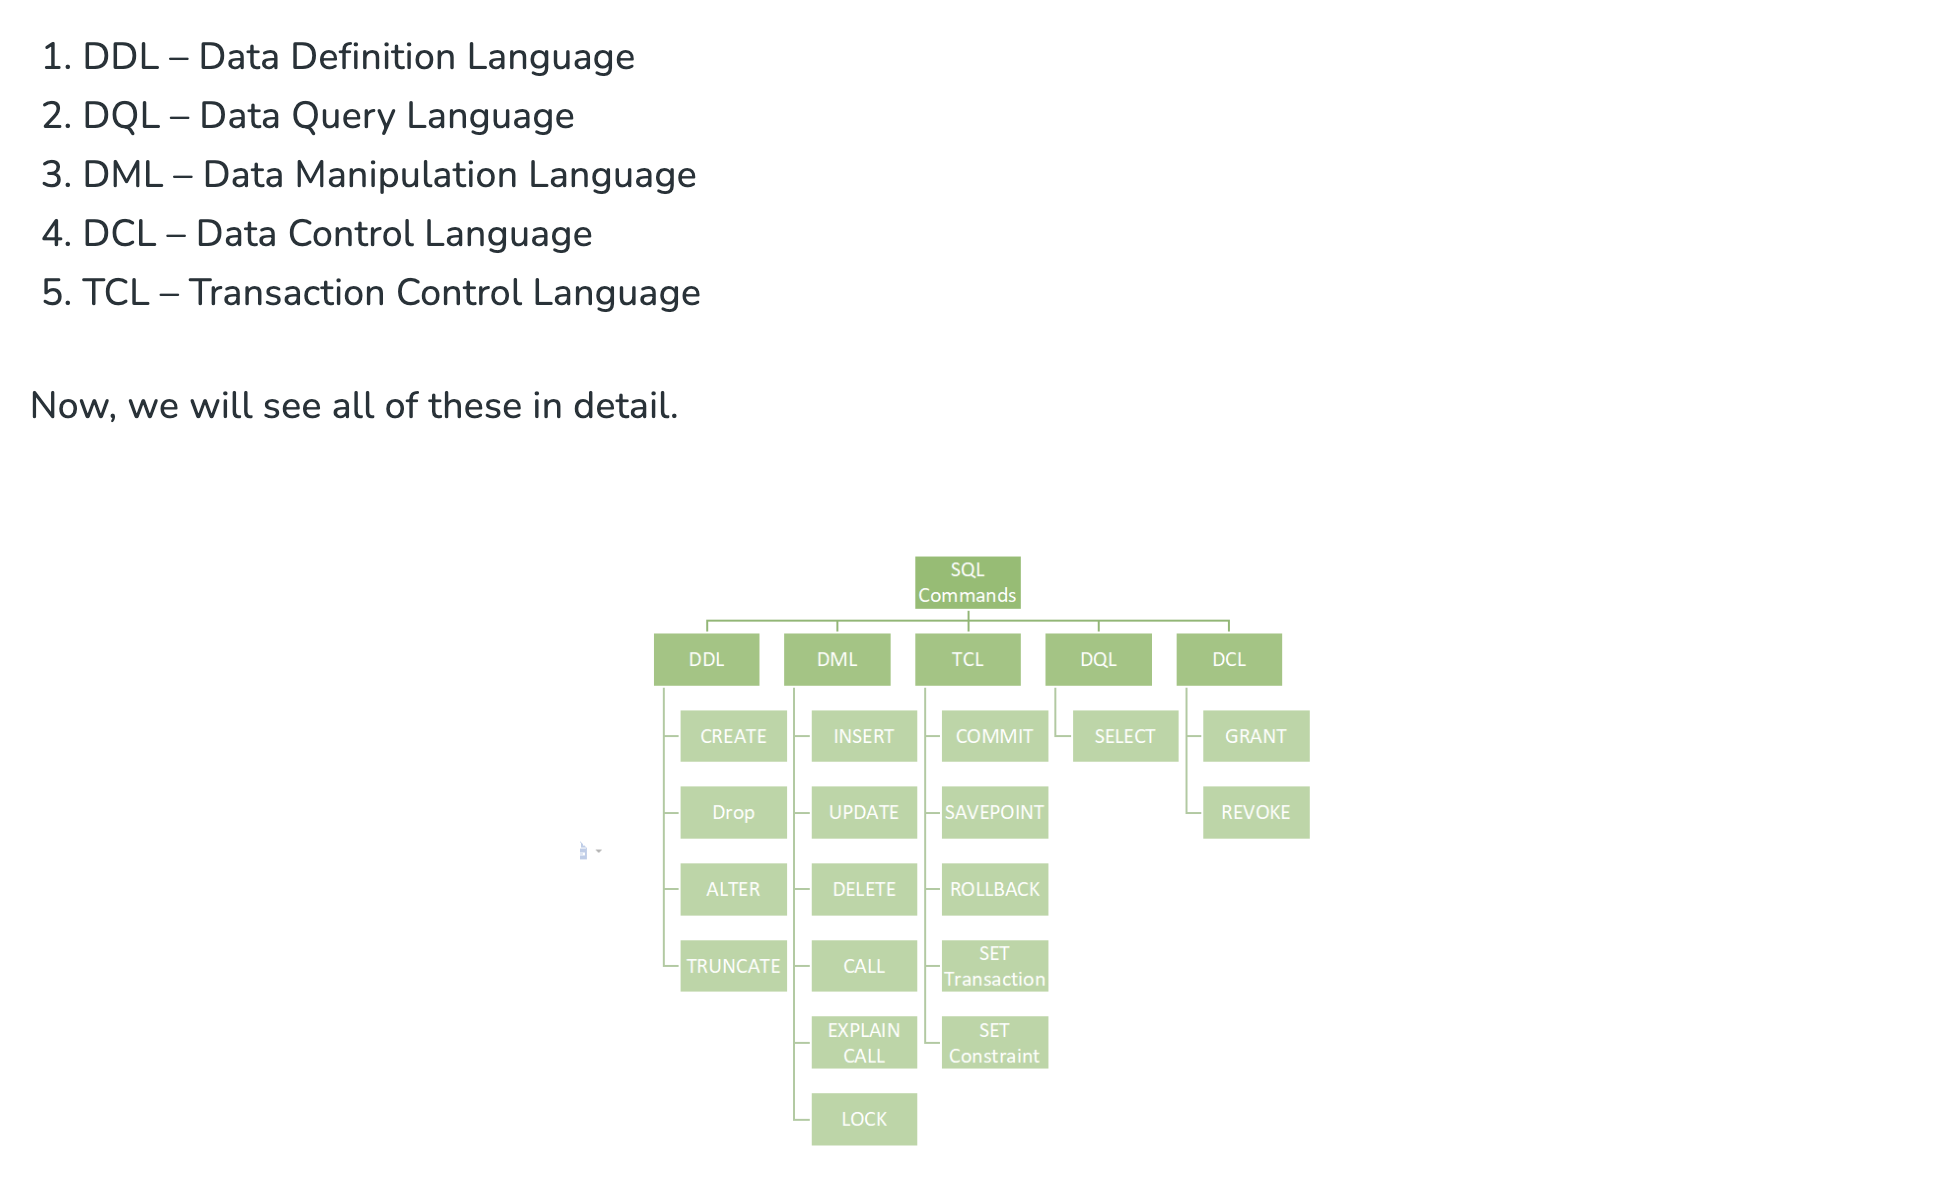 1. DDL – Data Definition Language
2. DQL – Data Query Language
3. DML – Data Manipulation Language
4. DCL – Data Control Language
5. TCL – Transaction Control Language
Now, we will see all of these in detail.
SQL
Commands
DDL
DML
TCL
DQL
DCL
CREATE
Drop
ALTER
TRUNCATE
INSERT
UPDATE
DELETE
CALL
EXPLAIN
CALL
LOCK
COMMIT
SAVEPOINT
ROLLBACK
SET
Transaction
SET
Constraint
SELECT
GRANT
REVOKE